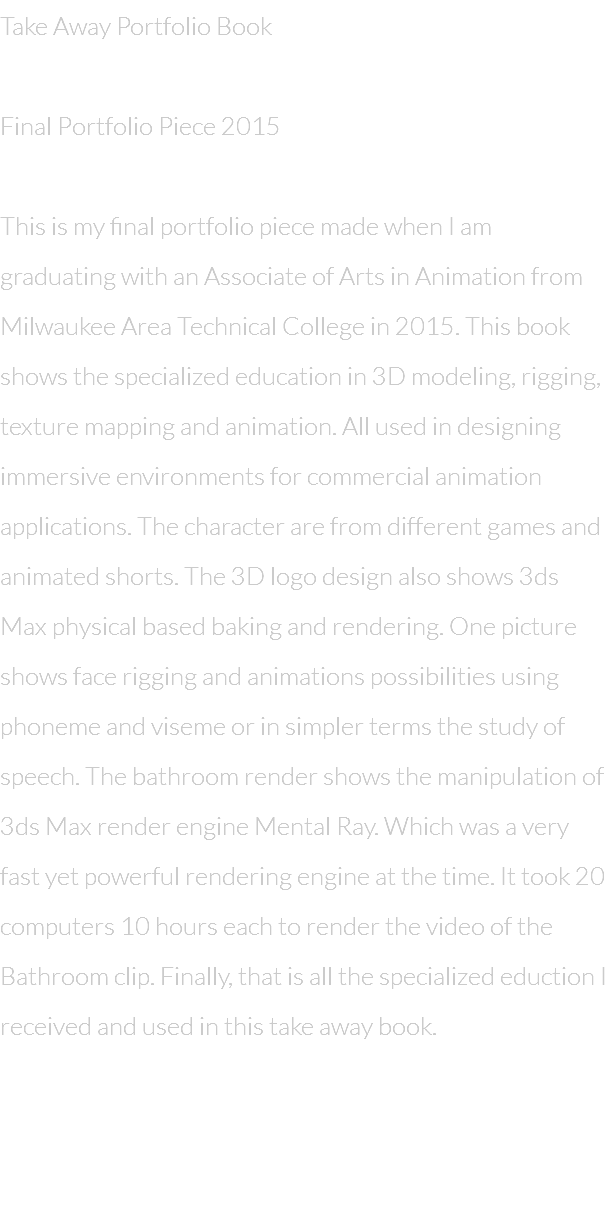 Take Away Portfolio Book
Final Portfolio Piece 2015
This is my final portfolio piece made when I am
graduating with an Associate of Arts in Animation from
Milwaukee Area Technical College in 2015. This book
shows the specialized education in 3D modeling, rigging,
texture mapping and animation. All used in designing
immersive environments for commercial animation
applications. The character are from different games and
animated shorts. The 3D logo design also shows 3ds
Max physical based baking and rendering. One picture
shows face rigging and animations possibilities using
phoneme and viseme or in simpler terms the study of
speech. The bathroom render shows the manipulation of
3ds Max render engine Mental Ray. Which was a very
fast yet powerful rendering engine at the time. It took 20
computers 10 hours each to render the video of the
Bathroom clip. Finally, that is all the specialized eduction I
received and used in this take away book.